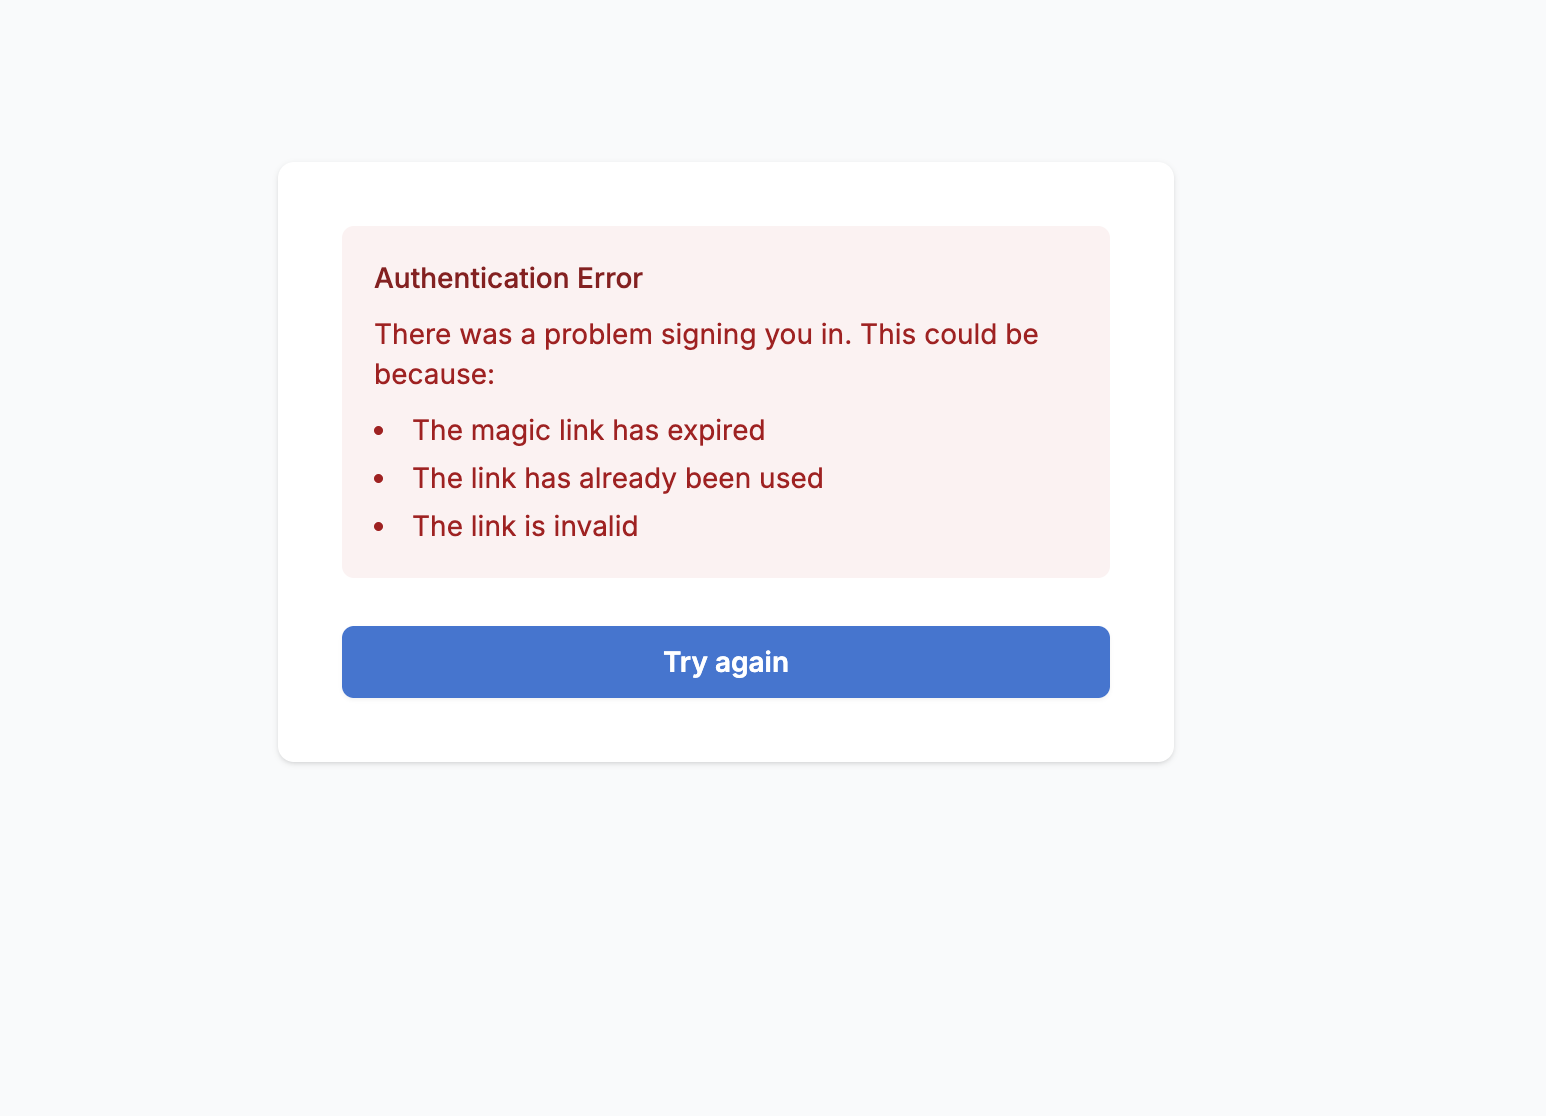 Authentication Error
There was a problem signing you in. This could be
because:
• The magic link has expired
• The link has already been used
• The link is invalid
Try again